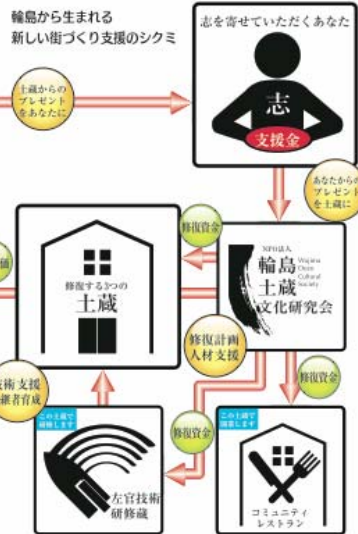 輪島から生まれる
新しい街づくり支援のシクミ
志を寄せていただくあなた
志
支援金
土蔵からの
プレゼント
をあなたに
あなたからの
プレゼント
を土蔵に
修復資金
NPO法人
輪島
土蔵
文化研究会
Wajima
Dozo
Cultural
Society
修復する3つの
土蔵
価
修復計画
人材支援
技術支援
継者育成
修復資金
修復資金
この土蔵で
研修します
左官技術
研修蔵
この土蔵で
開業します
コミュニティ
レストラン